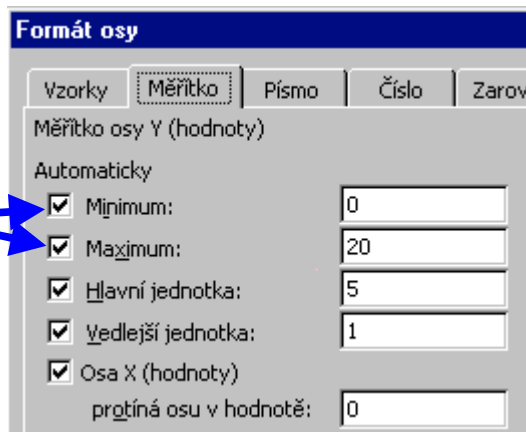 Formát osy
Vzorky Měřítko Písmo Číslo Zarov
Měřítko osy Y (hodnoty)
Automaticky
Minimum: 0
Maximum: 20
Hlavní jednotka: 5
Vedlejší jednotka: 1
Osa X (hodnoty)
protíná osu v hodnotě: 0